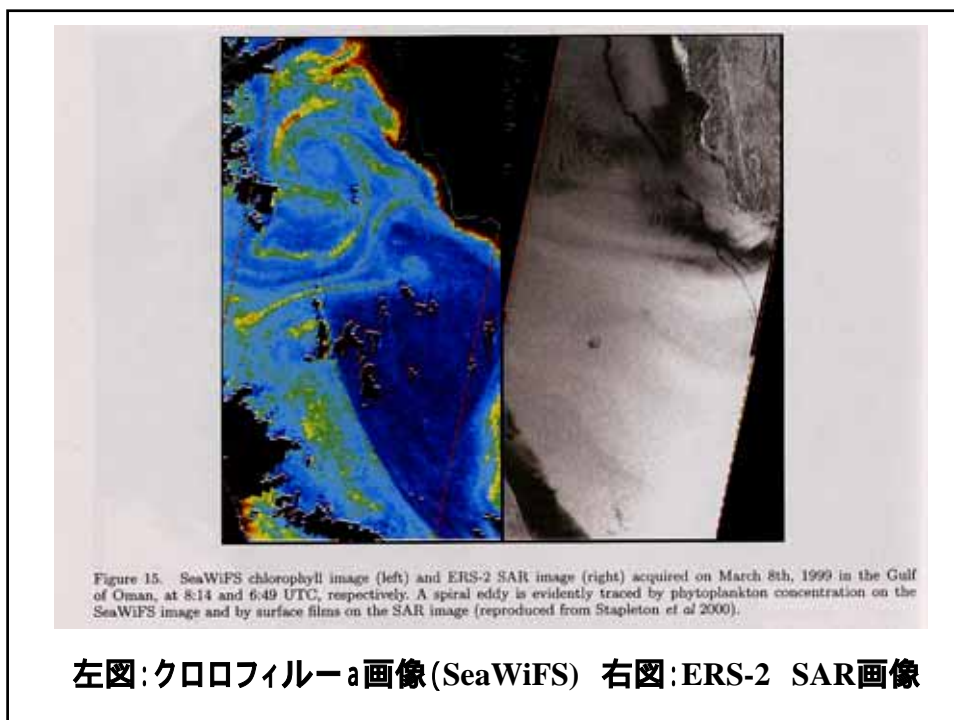 Figure 15. SeaWiFS chlorophyll image (left) and ERS-2 SAR image (right) acquired on March 8th, 1999 in the Gulf
of Oman, at 8:14 and 6:49 UTC, respectively. A spiral eddy is evidently traced by phytoplankton concentration on the
SeaWiFS image and by surface films on the SAR image (reproduced from Stapleton et al 2000).
左図:クロロフィルーa画像(SeaWiFS) 右図:ERS-2 SAR画像